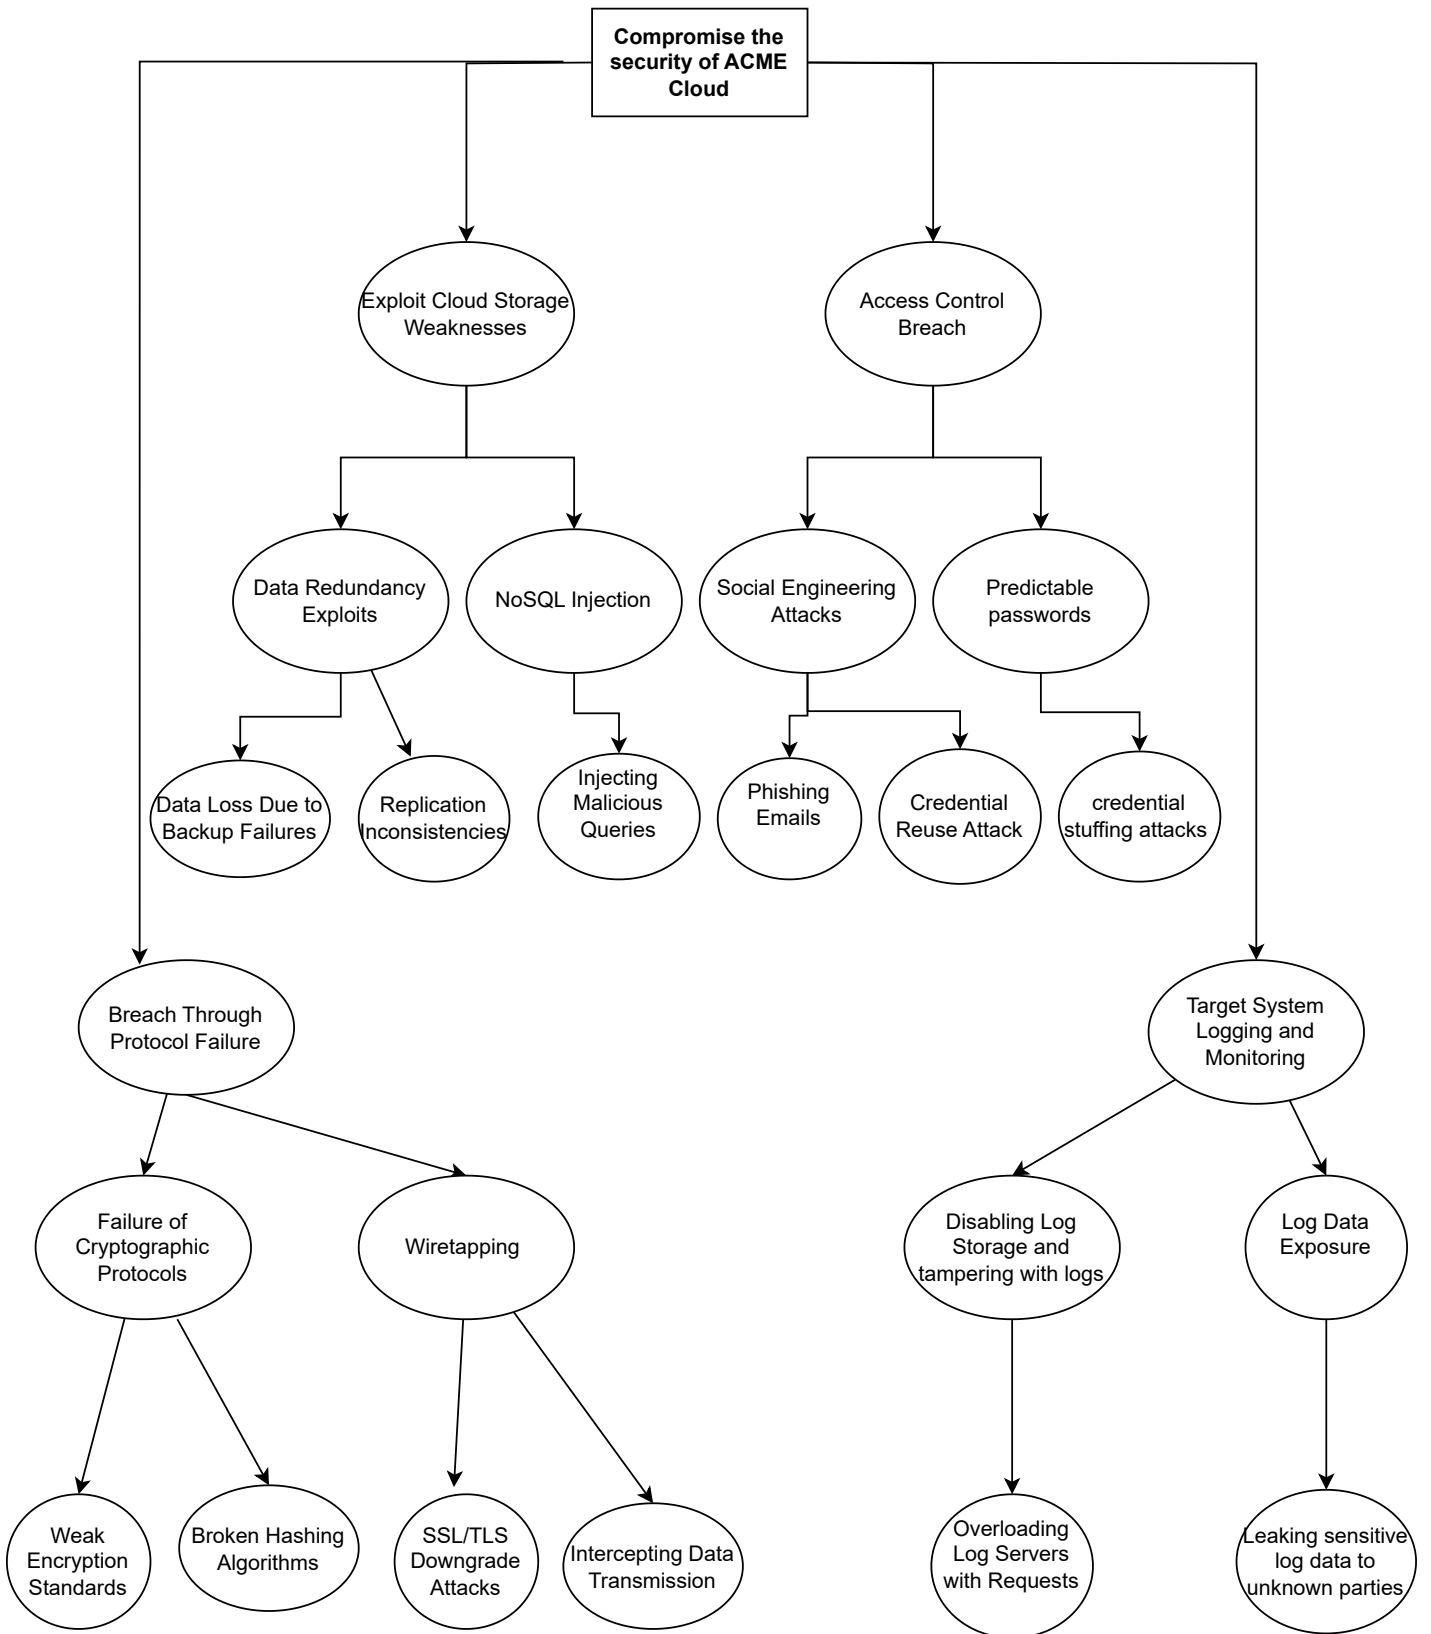 Compromise the
security of ACME
Cloud
Exploit Cloud Storage
Weaknesses
Access Control
Breach
Data Redundancy
Exploits
NoSQL Injection
Social Engineering
Attacks
Predictable
passwords
Data Loss Due to
Backup Failures
Replication
Inconsistencies
Injecting
Malicious
Queries
Phishing
Emails
Credential
Reuse Attack
credential
stuffing attacks
Breach Through
Protocol Failure
Target System
Logging and
Monitoring
Failure of
Cryptographic
Protocols
Wiretapping
Disabling Log
Storage and
tampering with logs
Log Data
Exposure
Weak
Encryption
Standards
Broken Hashing
Algorithms
SSL/TLS
Downgrade
Attacks
Intercepting Data
Transmission
Overloading
Log Servers
with Requests
Leaking sensitive
log data to
unknown parties